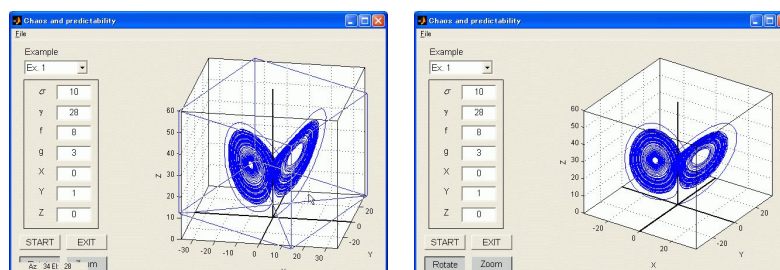 Chaos and predictability
File
Example
Ex. 1
σ 10
γ 28
f 8
g 3
X 0
Y 1
Z 0
START EXIT
Az: 34 El: 28
60
50
40
30
20
10
0
Z
-30 -20 -10 0 10 20 30
-20
0
20
Y
Chaos and predictability
File
Example
Ex. 1
σ 10
γ 28
f 8
g 3
X 0
Y 1
Z 0
START EXIT
Rotate Zoom
60
50
40
30
20
10
0
Z
-20
0
20
X
-20
0
20
Y